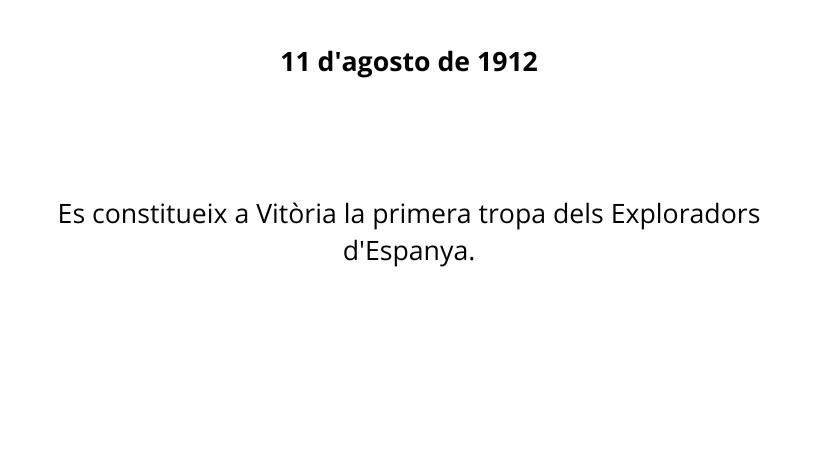 11 d'agosto de 1912
Es constitueix a Vitòria la primera tropa dels Exploradors
d'Espanya.